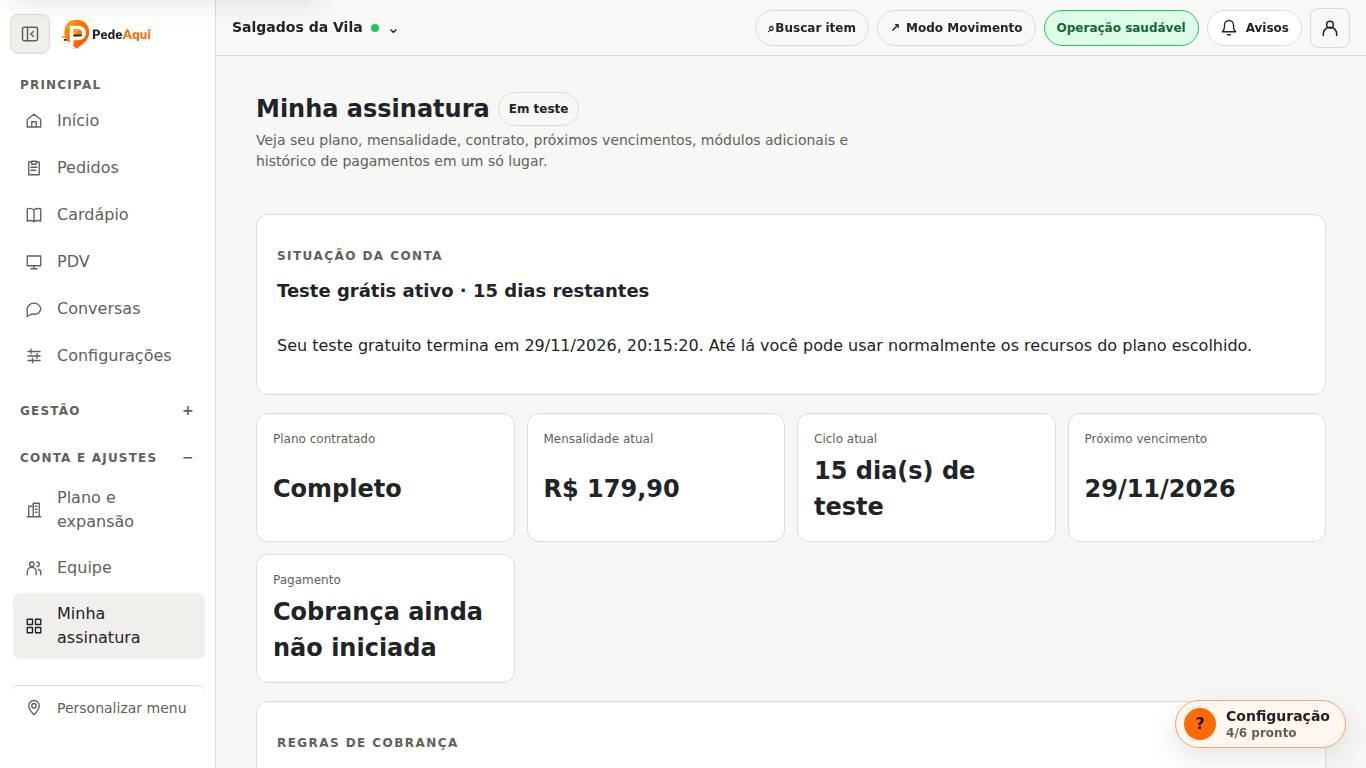 PedeAqui
Salgados da Vila
Buscar item
↗ Modo Movimento
Operação saudável
Avisos
PRINCIPAL
Início
Pedidos
Cardápio
PDV
Conversas
Configurações
GESTÃO +
CONTA E AJUSTES −
Plano e
expansão
Equipe
Minha
assinatura
Personalizar menu
Minha assinatura
Em teste
Veja seu plano, mensalidade, contrato, próximos vencimentos, módulos adicionais e
histórico de pagamentos em um só lugar.
SITUAÇÃO DA CONTA
Teste grátis ativo · 15 dias restantes
Seu teste gratuito termina em 29/11/2026, 20:15:20. Até lá você pode usar normalmente os recursos do plano escolhido.
Plano contratado
Completo
Mensalidade atual
R$ 179,90
Ciclo atual
15 dia(s) de
teste
Próximo vencimento
29/11/2026
Pagamento
Cobrança ainda
não iniciada
REGRAS DE COBRANÇA
?
Configuração
4/6 pronto